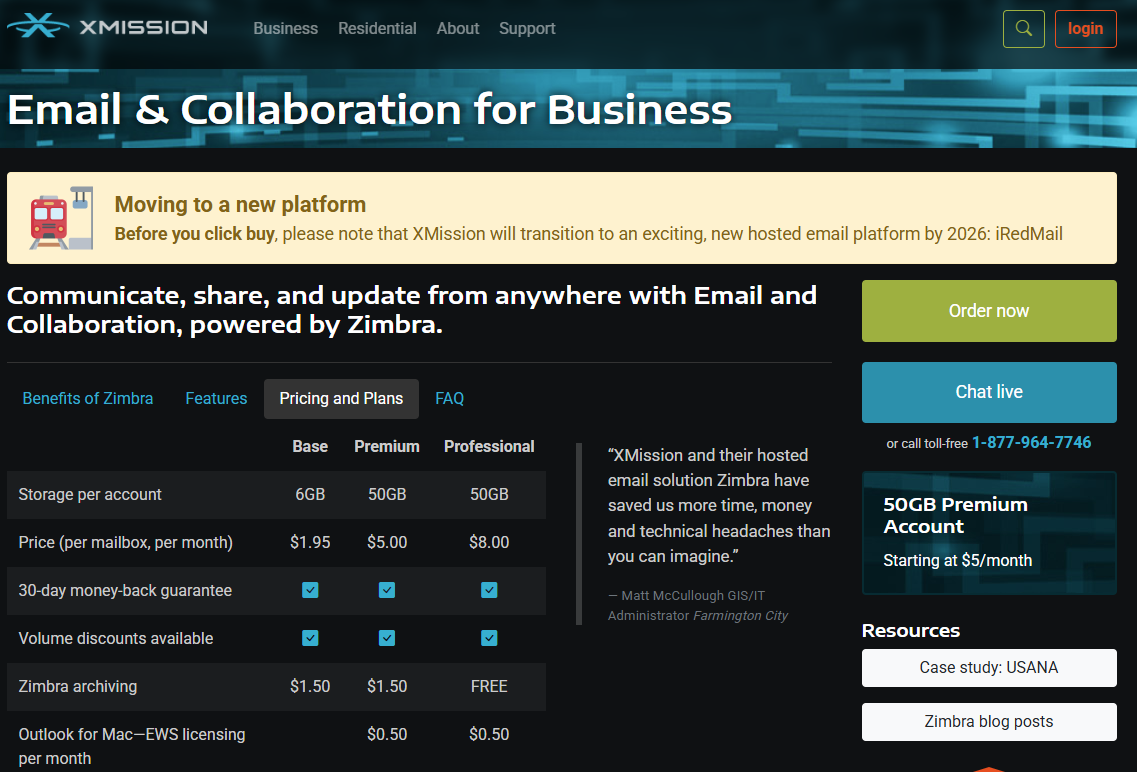 XMISSION
Business Residential About Support
login
Email & Collaboration for Business
Moving to a new platform
Before you click buy, please note that XMission will transition to an exciting, new hosted email platform by 2026: iRedMail
Communicate, share, and update from anywhere with Email and
Collaboration, powered by Zimbra.
Benefits of Zimbra Features Pricing and Plans FAQ
Base Premium Professional
Storage per account 6GB 50GB 50GB
Price (per mailbox, per month) $1.95 $5.00 $8.00
30-day money-back guarantee
Volume discounts available
Zimbra archiving $1.50 $1.50 FREE
Outlook for Mac—EWS licensing
per month $0.50 $0.50
“XMission and their hosted
email solution Zimbra have
saved us more time, money
and technical headaches than
you can imagine.”
— Matt McCullough GIS/IT
Administrator Farmington City
Order now
Chat live
or call toll-free 1-877-964-7746
50GB Premium
Account
Starting at $5/month
Resources
Case study: USANA
Zimbra blog posts